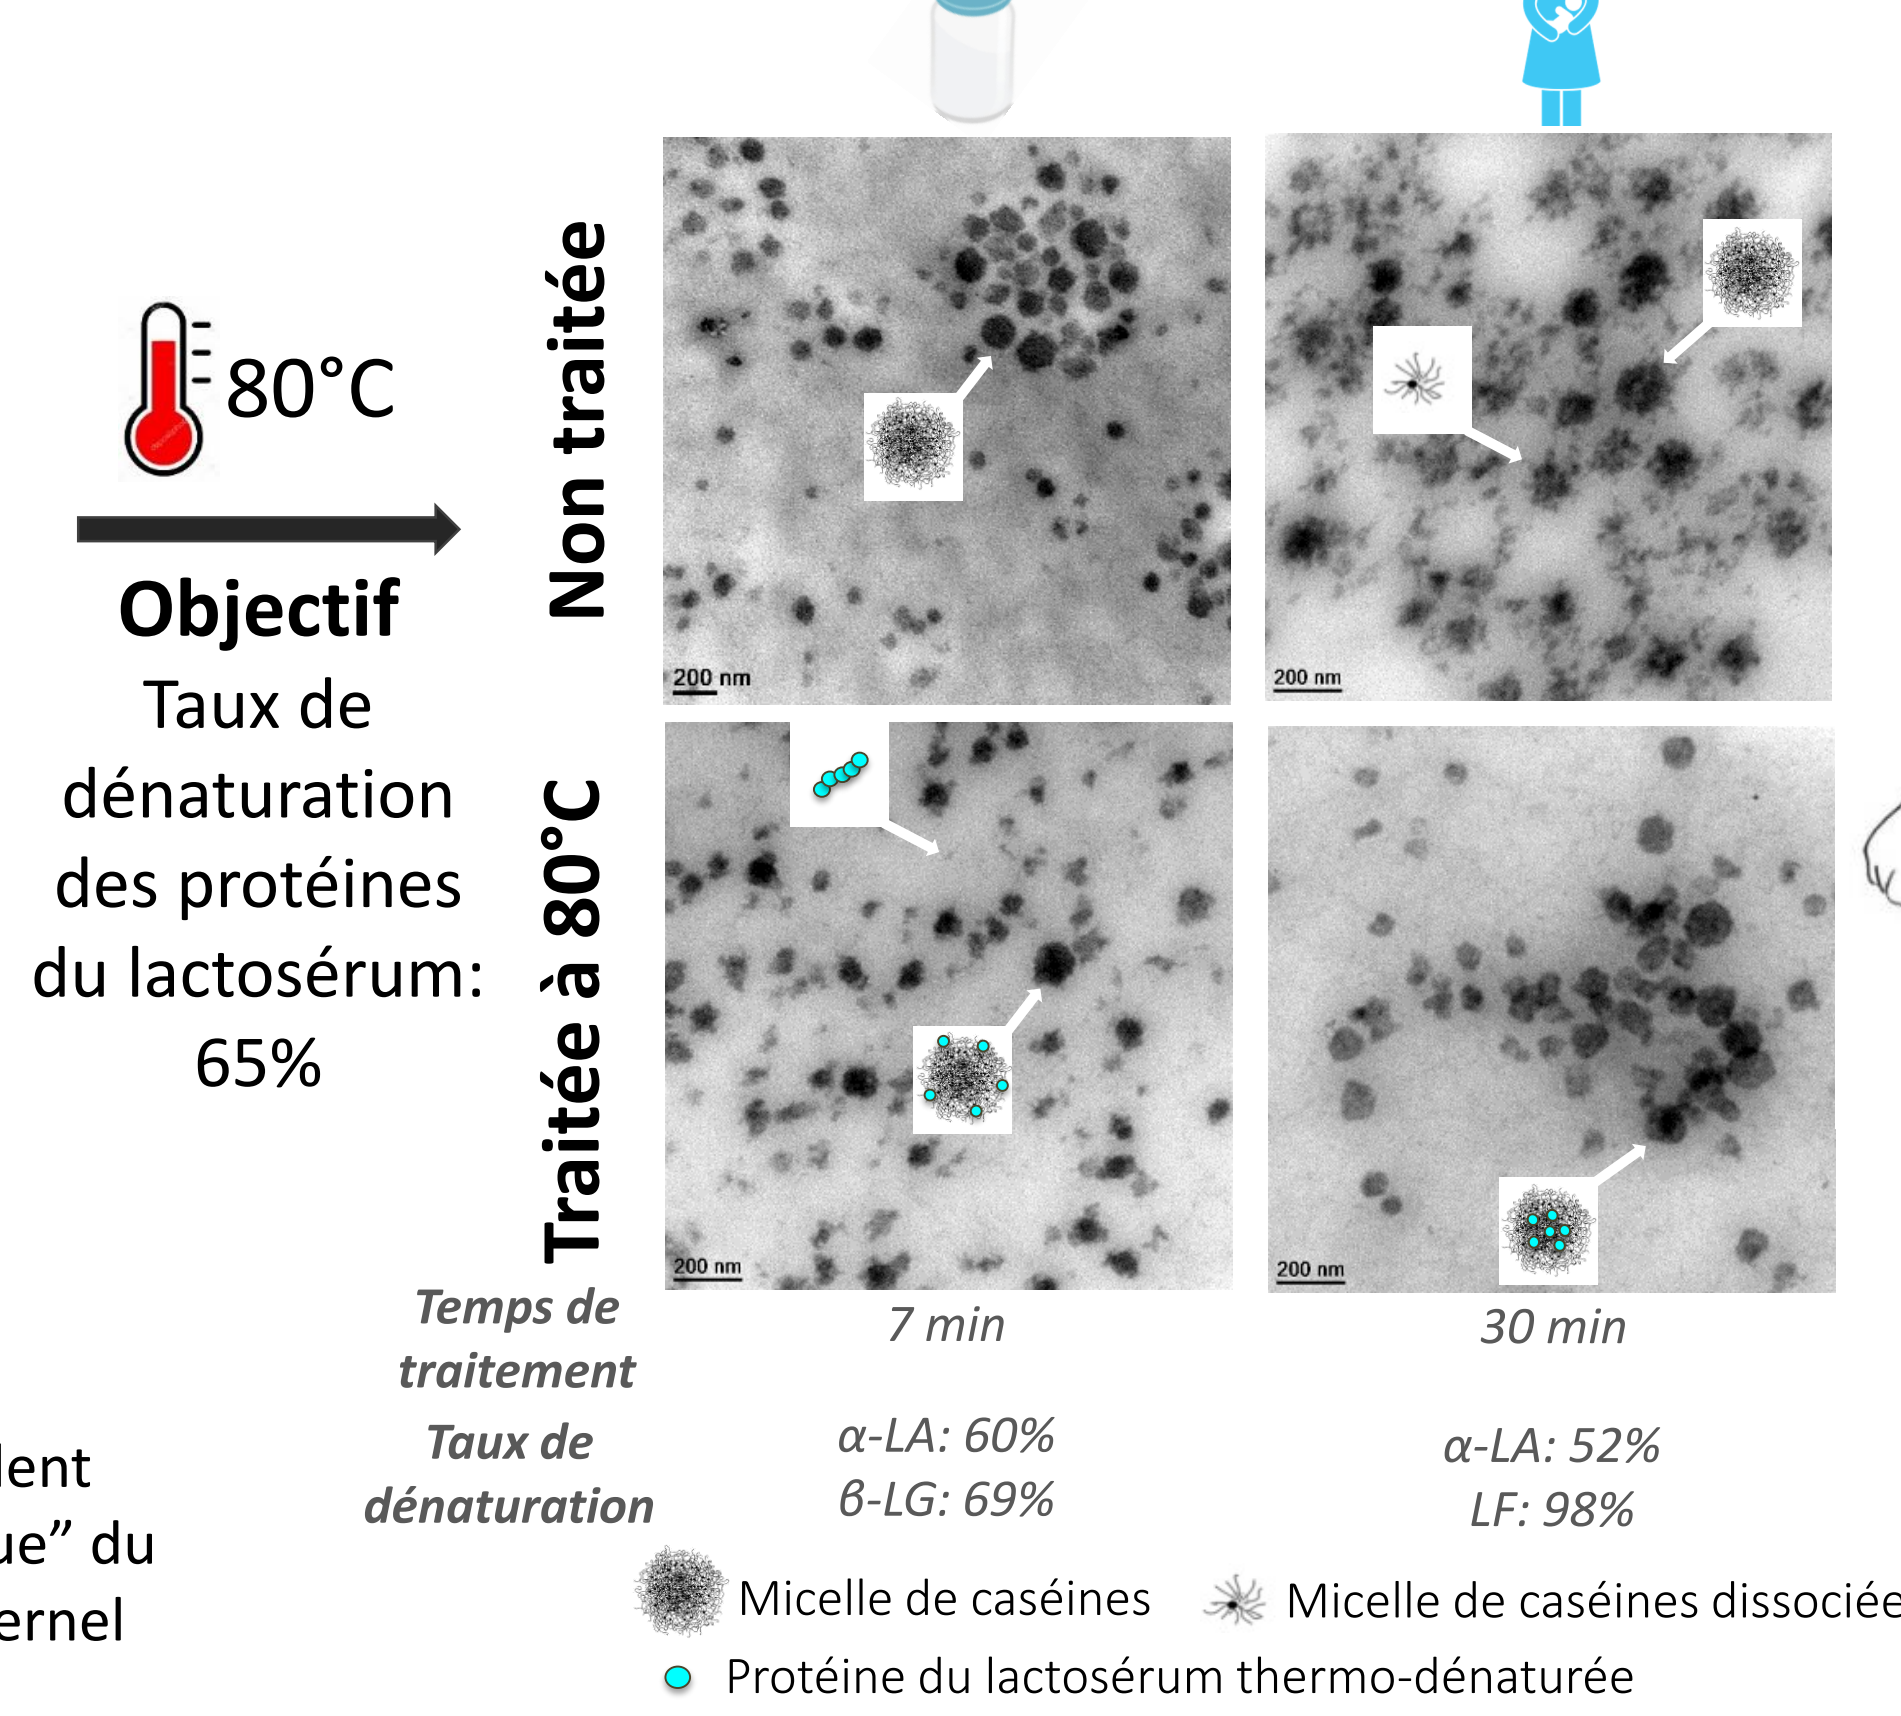 80°C
Objectif
Taux de
dénaturation
des protéines
du lactosérum:
65%
Non traitée
200 nm
200 nm
Traitée à 80°C
200 nm
200 nm
Temps de
traitement
7 min
30 min
Taux de
dénaturation
α-LA: 60%
β-LG: 69%
α-LA: 52%
LF: 98%
lent
ue” du
ernel
Micelle de caséines
Micelle de caséines dissociée
Protéine du lactosérum thermo-dénaturée